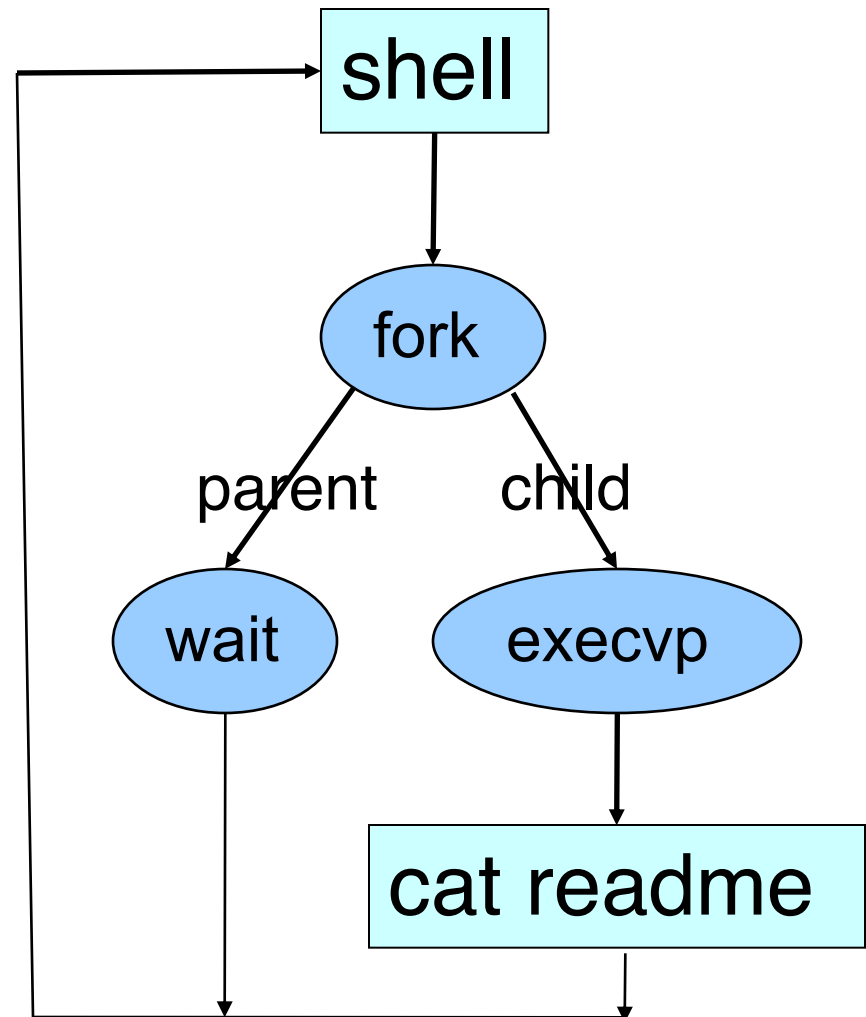 shell
fork
parent
child
wait
execvp
cat readme